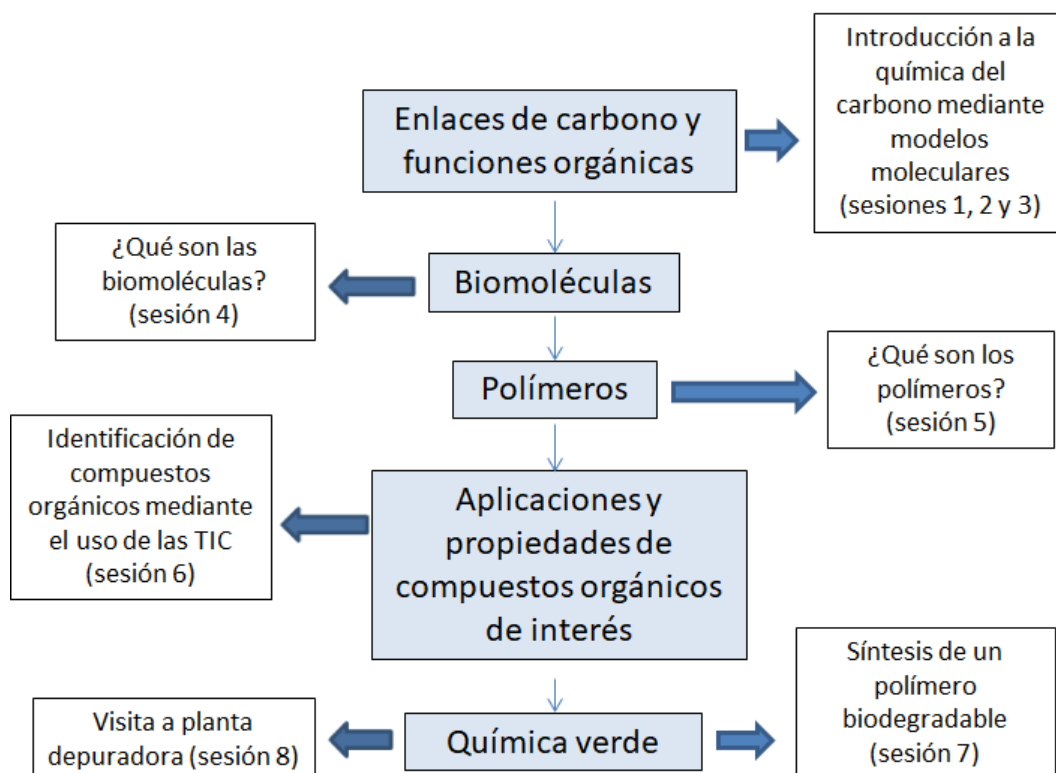 Introducción a la
química del
carbono mediante
modelos
moleculares
(sesiones 1, 2 y 3)
Enlaces de carbono y
funciones orgánicas
¿Qué son las
biomoléculas?
(sesión 4)
Biomoléculas
Polímeros
¿Qué son los
polímeros?
(sesión 5)
Identificación de
compuestos
orgánicos mediante
el uso de las TIC
(sesión 6)
Aplicaciones y
propiedades de
compuestos orgánicos
de interés
Visita a planta
depuradora (sesión 8)
Química verde
Síntesis de un
polímero
biodegradable
(sesión 7)